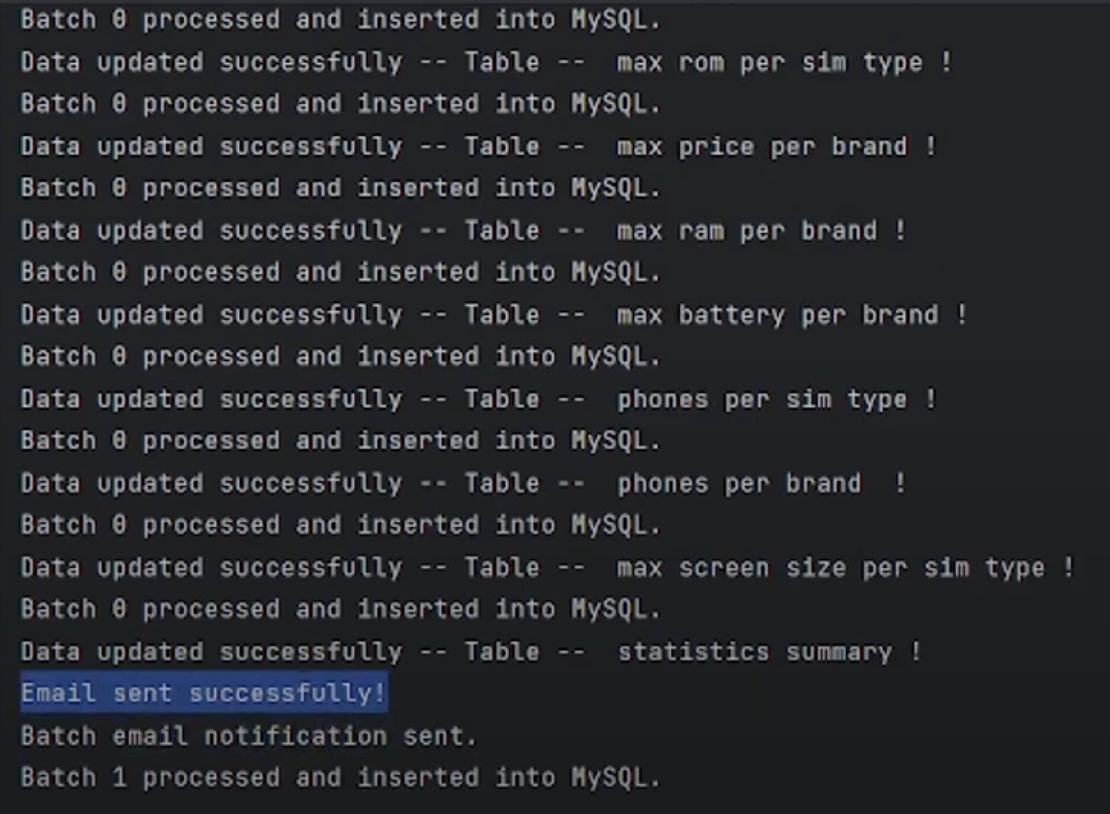 Batch 0 processed and inserted into MySQL.
Data updated successfully -- Table --  max rom per sim type !
Batch 0 processed and inserted into MySQL.
Data updated successfully -- Table --  max price per brand !
Batch 0 processed and inserted into MySQL.
Data updated successfully -- Table --  max ram per brand !
Batch 0 processed and inserted into MySQL.
Data updated successfully -- Table --  max battery per brand !
Batch 0 processed and inserted into MySQL.
Data updated successfully -- Table --  phones per sim type !
Batch 0 processed and inserted into MySQL.
Data updated successfully -- Table --  phones per brand  !
Batch 0 processed and inserted into MySQL.
Data updated successfully -- Table --  max screen size per sim type !
Batch 0 processed and inserted into MySQL.
Data updated successfully -- Table --  statistics summary !
Email sent successfully!
Batch email notification sent.
Batch 1 processed and inserted into MySQL.